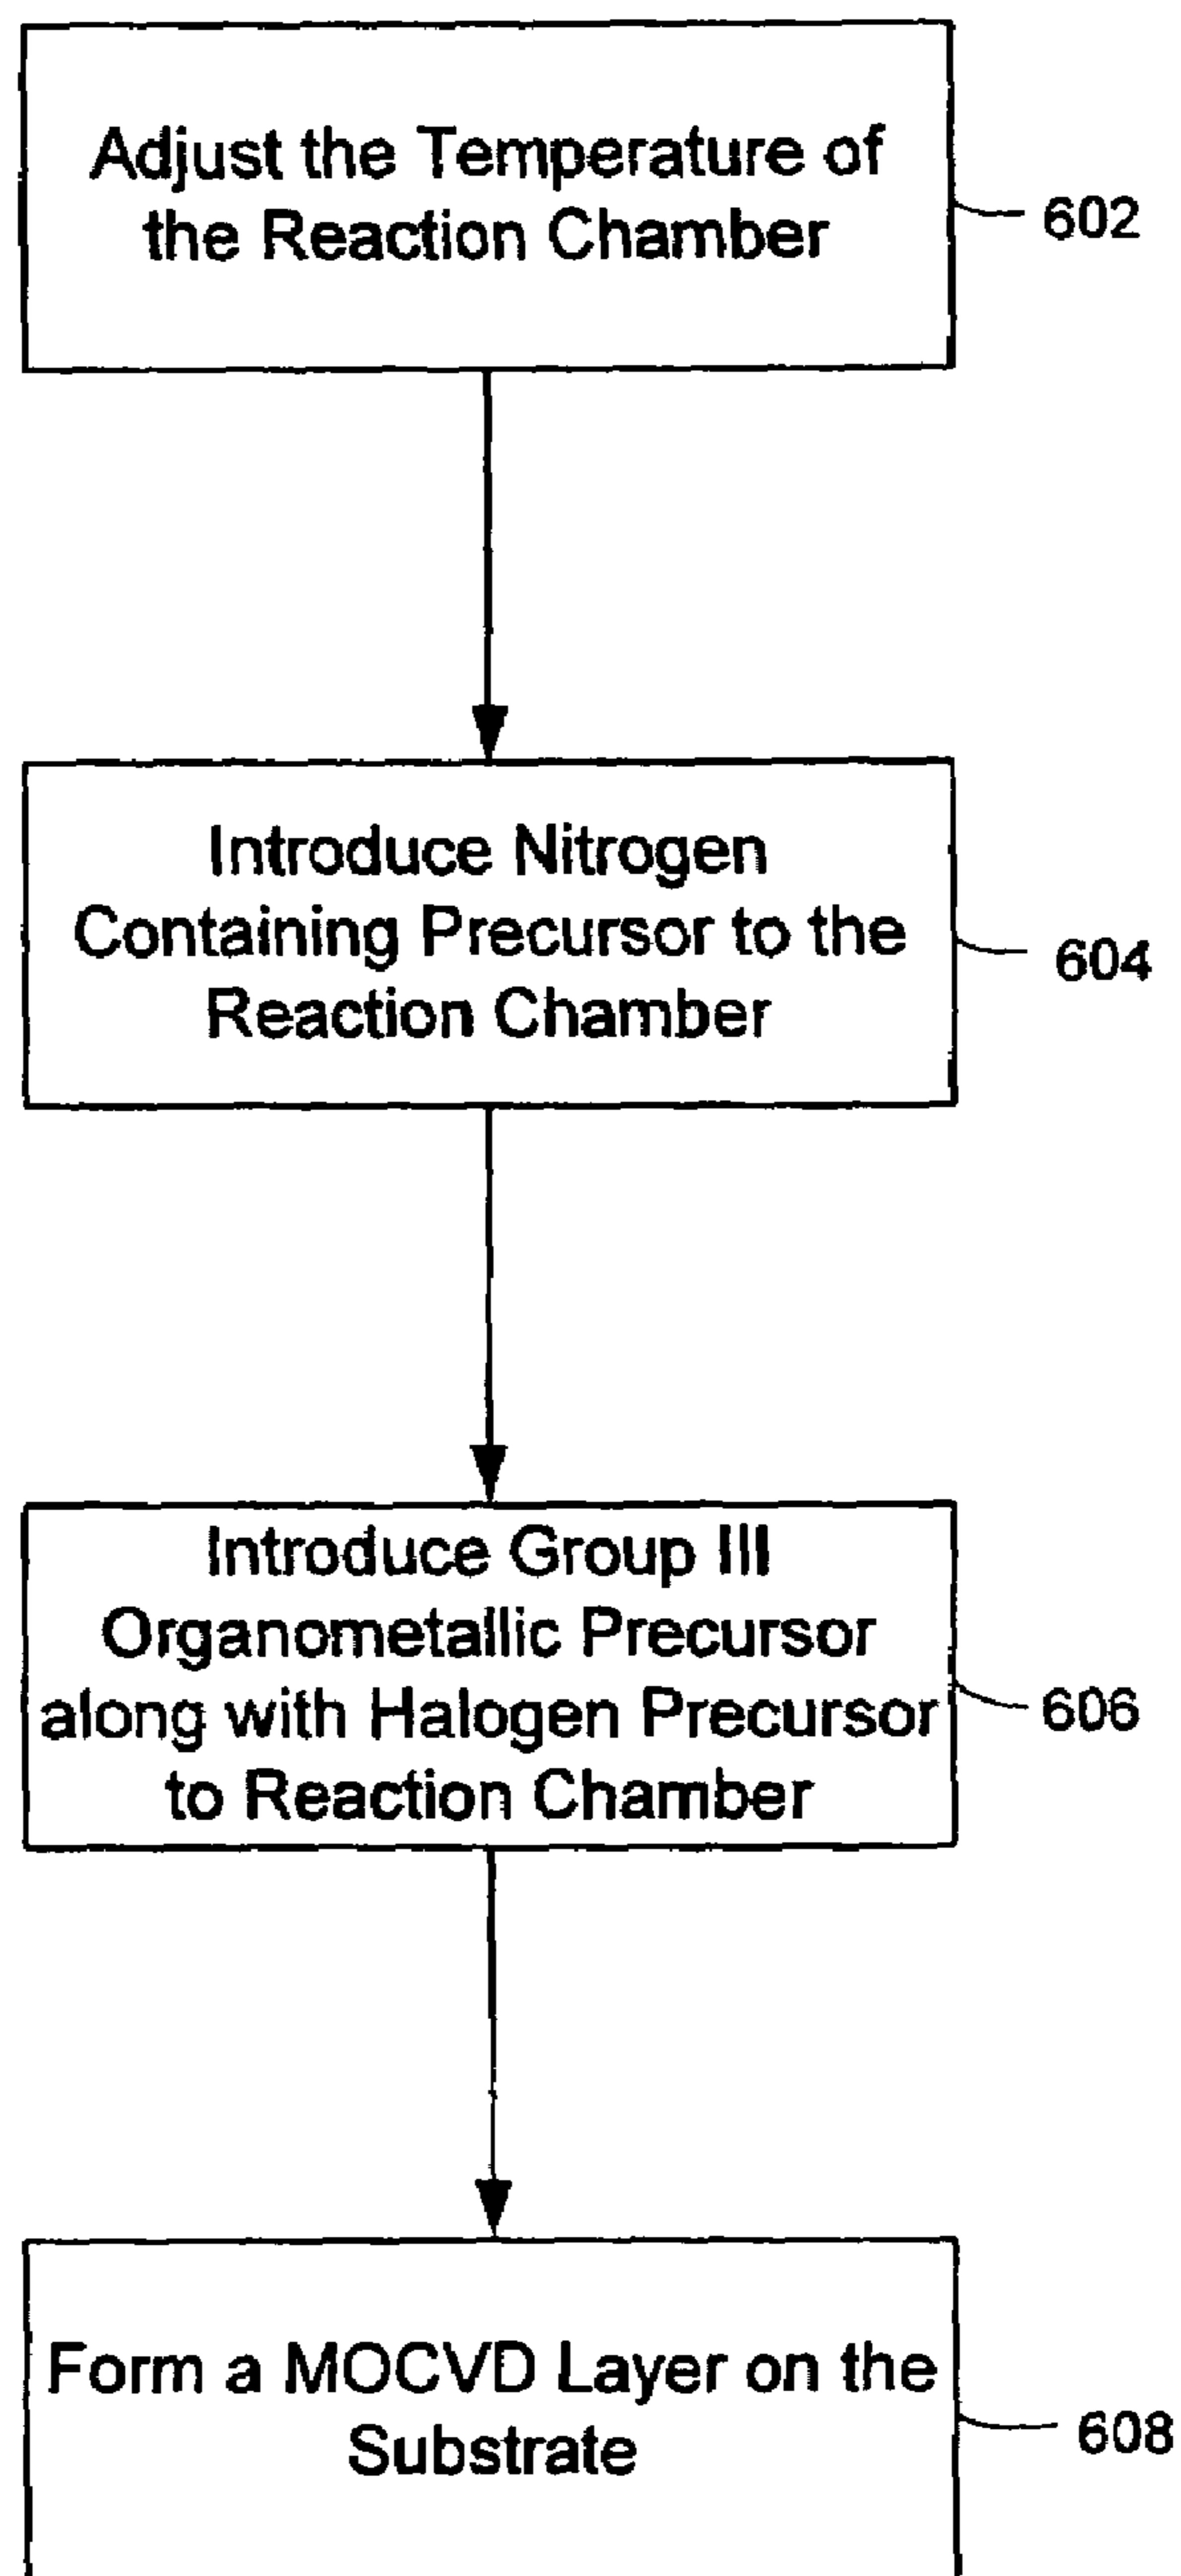 Adjust the Temperature of
the Reaction Chamber
602
Introduce Nitrogen
Containing Precursor to the
Reaction Chamber
604
Introduce Group III
Organometallic Precursor
along with Halogen Precursor
to Reaction Chamber
606
Form a MOCVD Layer on the
Substrate
608